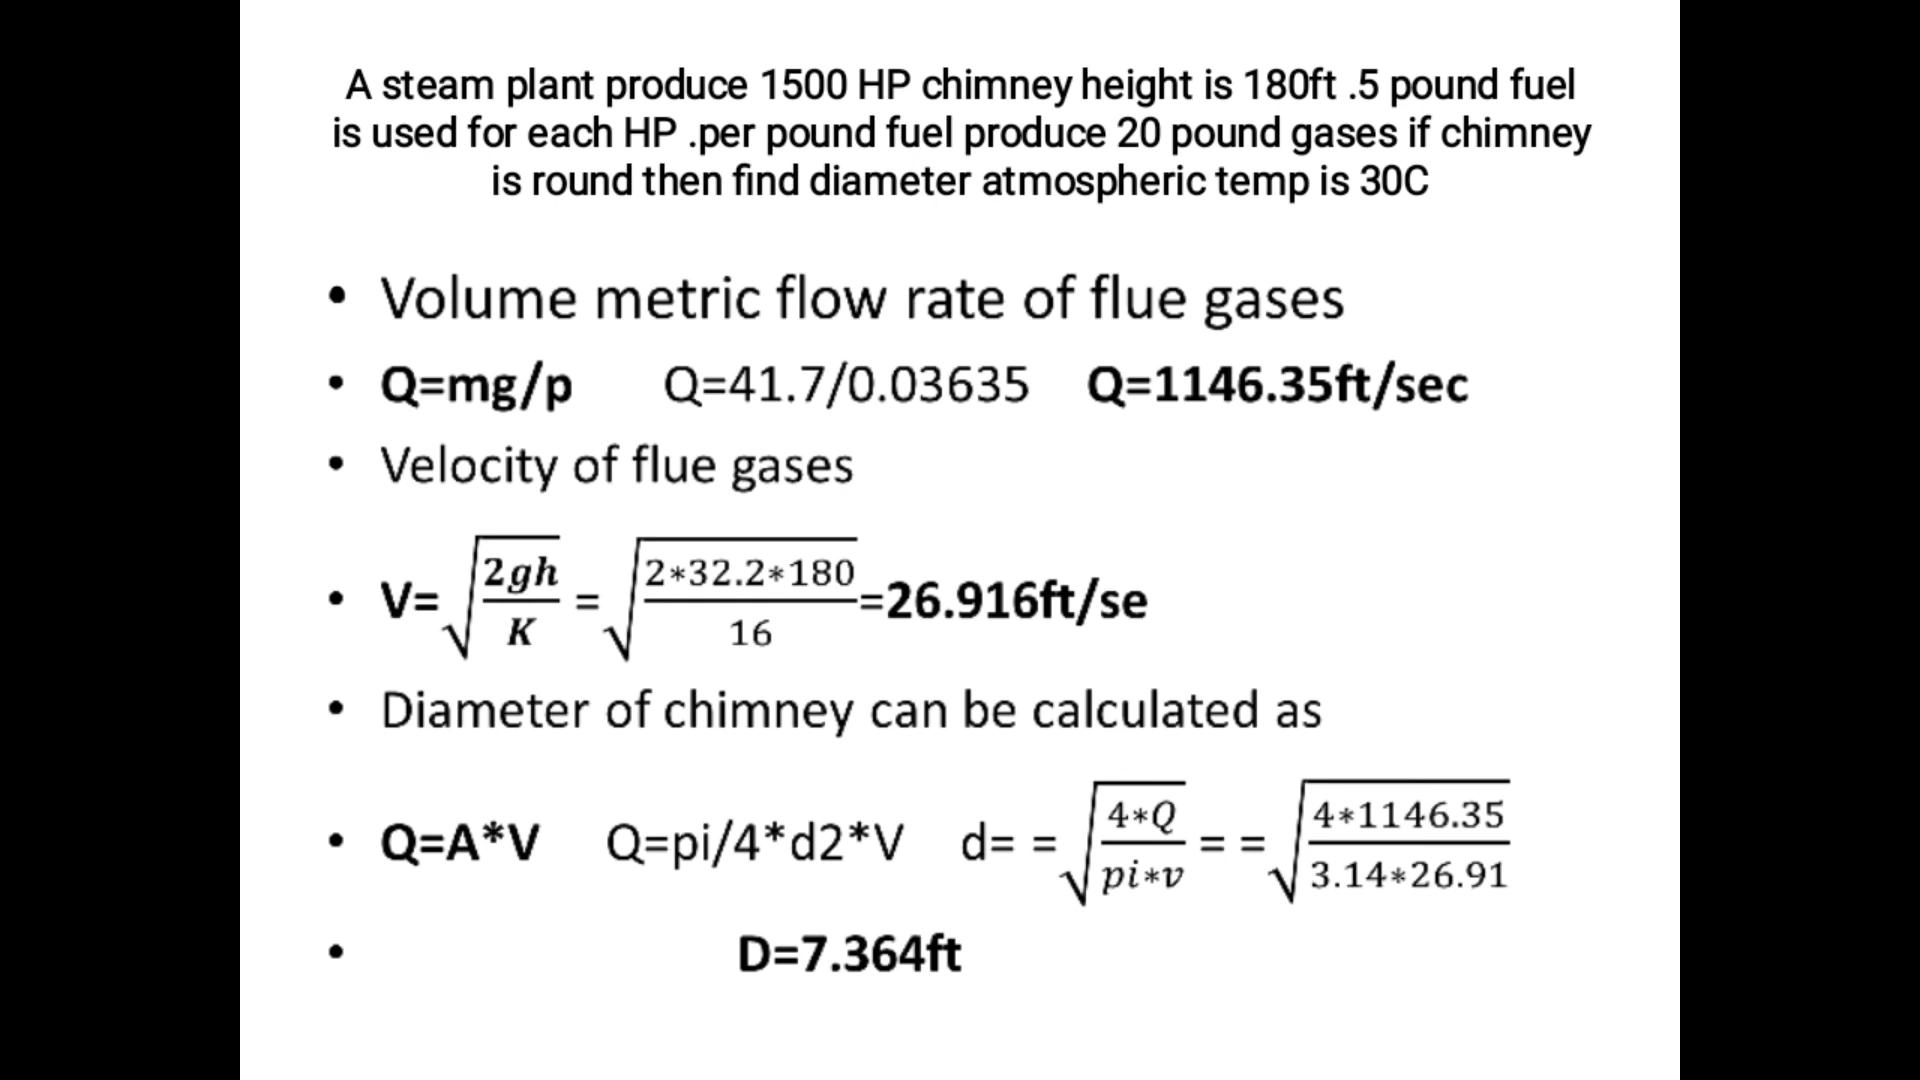 A steam plant produce 1500 HP chimney height is 180ft .5 pound fuel
is used for each HP .per pound fuel produce 20 pound gases if chimney
is round then find diameter atmospheric temp is 30C
• Volume metric flow rate of flue gases
• Q=mg/p Q=41.7/0.03635 Q=1146.35ft/sec
• Velocity of flue gases
• V=√(2gh/K) = √(2*32.2*180/16)=26.916ft/se
• Diameter of chimney can be calculated as
• Q=A*V Q=pi/4*d2*V d= = √(4*Q/pi*v) = = √(4*1146.35/3.14*26.91)
• D=7.364ft